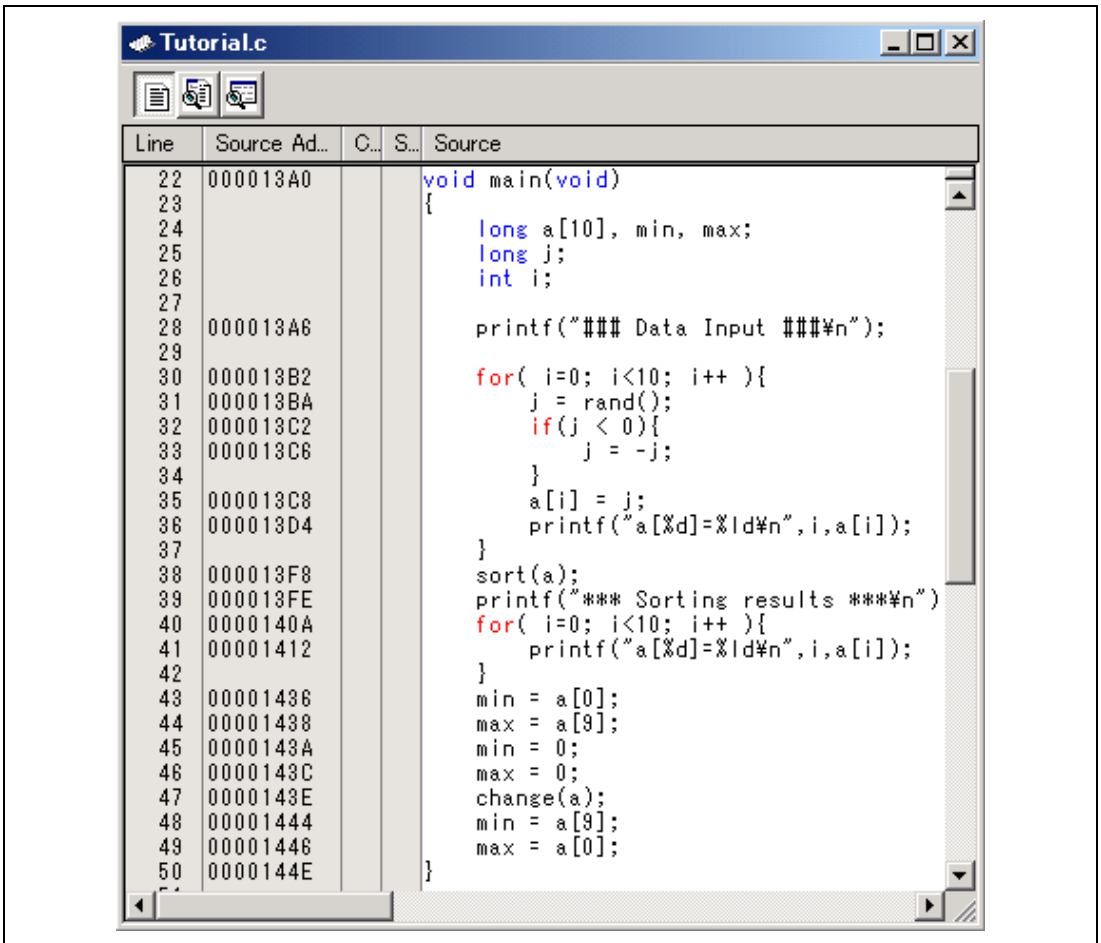 Tutorial.c
Line Source Ad... C... S... Source
22 000013A0 void main(void)
23 {
24 long a[10], min, max;
25 long j;
26 int i;
27
28 000013A6 printf("### Data Input ###¥n");
29
30 000013B2 for( i=0; i<10; i++ ){
31 000013BA j = rand();
32 000013C2 if(j < 0){
33 000013C6 j = -j;
34 }
35 000013C8 a[i] = j;
36 000013D4 printf("a[%d]=%ld¥n",i,a[i]);
37 }
38 000013F8 sort(a);
39 000013FE printf("*** Sorting results ***¥n")
40 0000140A for( i=0; i<10; i++ ){
41 00001412 printf("a[%d]=%ld¥n",i,a[i]);
42 }
43 00001436 min = a[0];
44 00001438 max = a[9];
45 0000143A min = 0;
46 0000143C max = 0;
47 0000143E change(a);
48 00001444 min = a[9];
49 00001446 max = a[0];
50 0000144E }